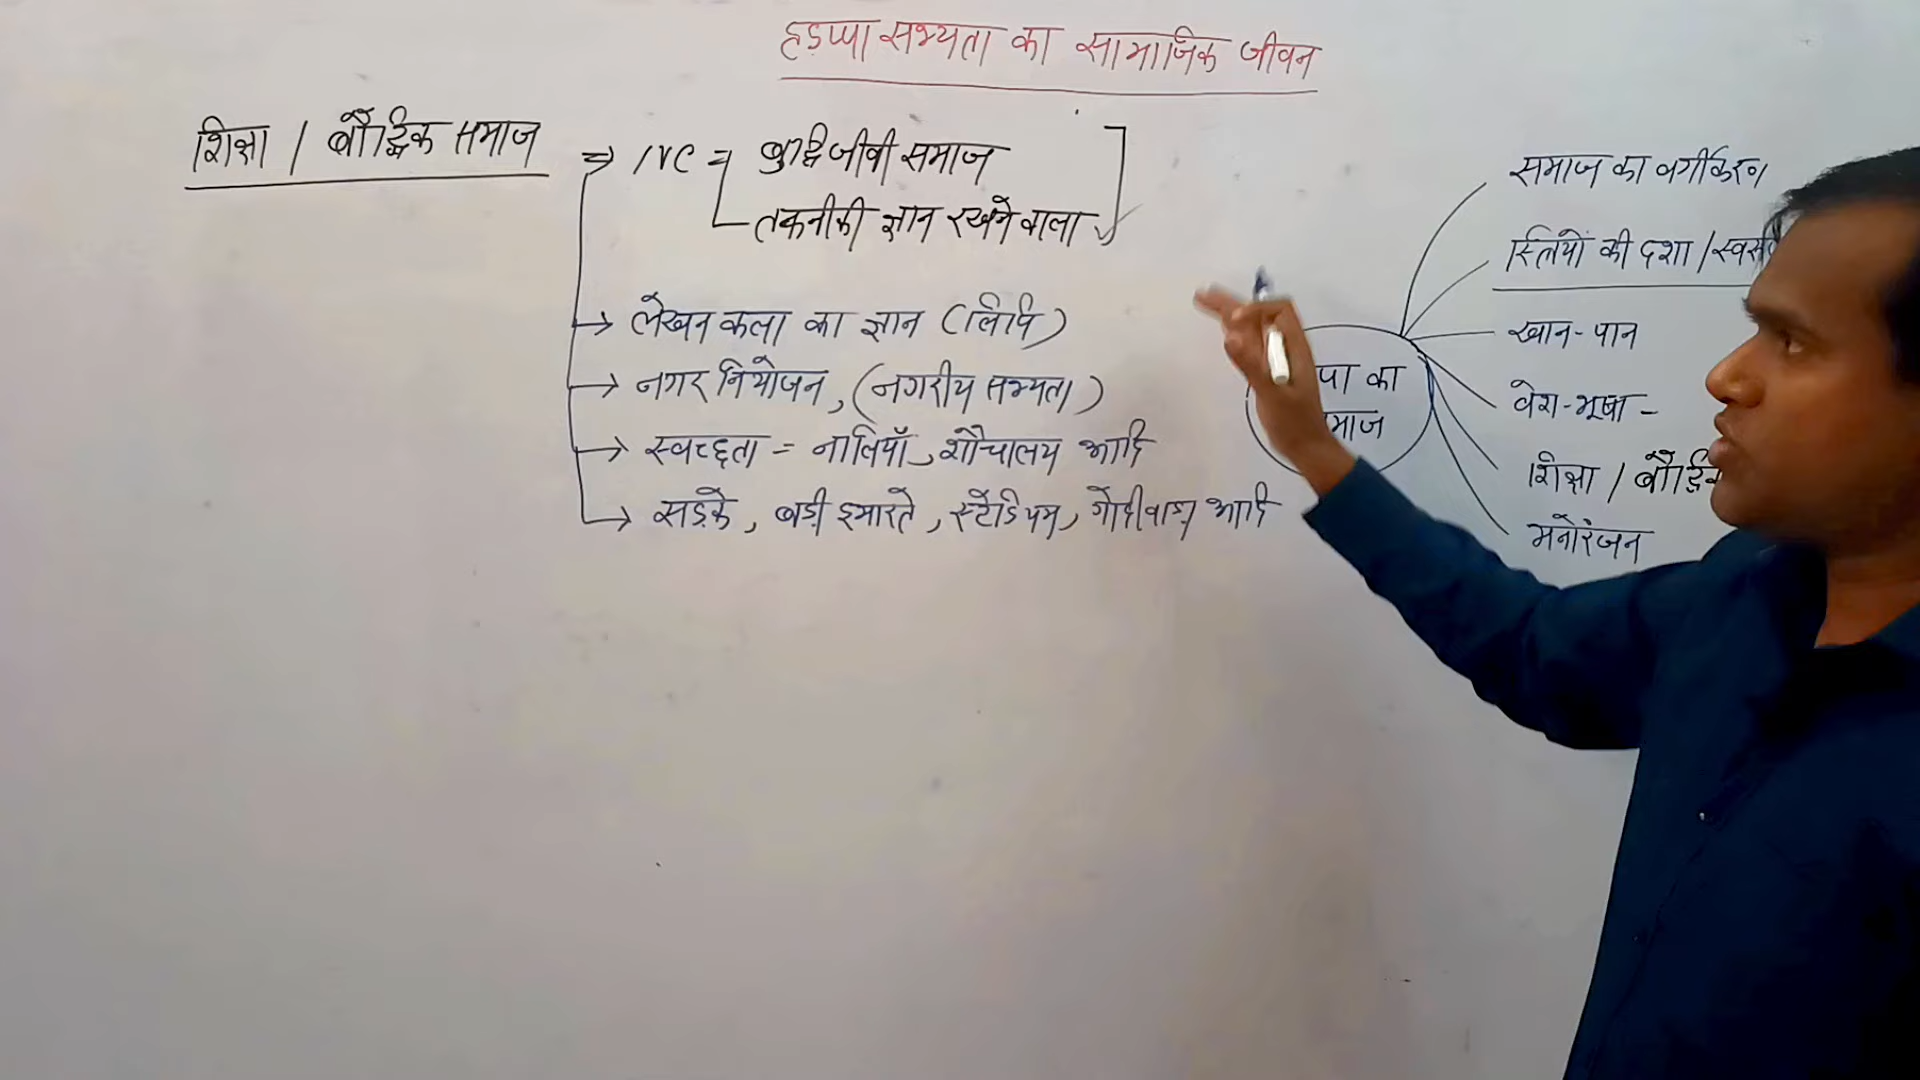 हडप्पा सभ्यता का सामाजिक जीवन
शिक्षा / बौद्धिक समाज
⇒ IVC = बुद्धिजीवी समाज
तकनीकी ज्ञान रखने वाला
→ लेखन कला का ज्ञान (लिपि)
→ नगर नियोजन, (नगरीय सभ्यता)
→ स्वच्छता = नालियाँ, शौचालय आदि
→ सड़कें, बडी इमारते, स्टेडियम, गोदीवाड़ा आदि
पा का
माज
समाज का वर्गीकरण
स्त्रियों की दशा /
खान-पान
वेश-भूषा -
शिक्षा /
मनोरंजन